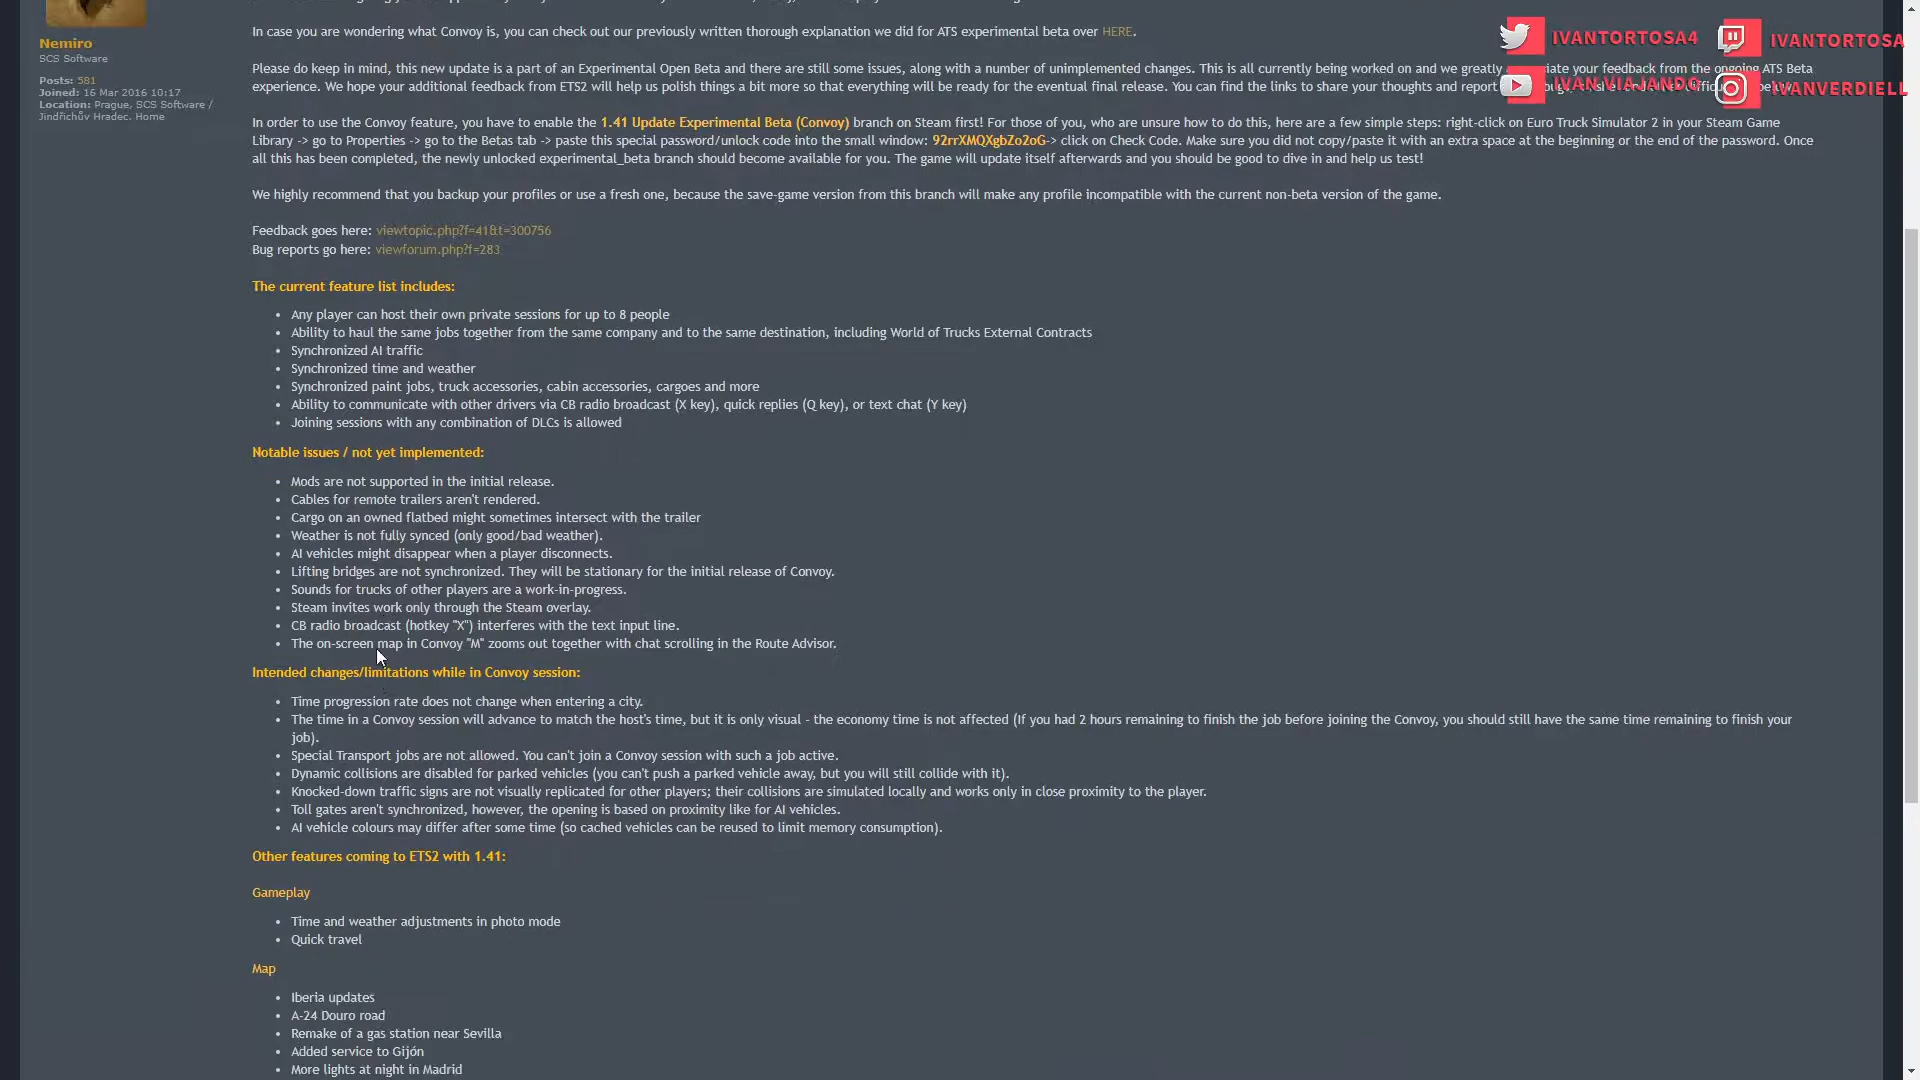 Nemiro
SCS Software
Posts: 581
Joined: 16 Mar 2016 10:17
Location: Prague, SCS Software /
Jindřichův Hradec. Home
In case you are wondering what Convoy is, you can check out our previously written thorough explanation we did for ATS experimental beta over HERE.
Please do keep in mind, this new update is a part of an Experimental Open Beta and there are still some issues, along with a number of unimplemented changes. This is all currently being worked on and we greatly ciate your feedback from the ongoing ATS Beta
experience. We hope your additional feedback from ETS2 will help us polish things a bit more so that everything will be ready for the eventual final release. You can find the links to share your thoughts and report
In order to use the Convoy feature, you have to enable the 1.41 Update Experimental Beta (Convoy) branch on Steam first! For those of you, who are unsure how to do this, here are a few simple steps: right-click on Euro Truck Simulator 2 in your Steam Game
Library -> go to Properties -> go to the Betas tab -> paste this special password/unlock code into the small window: 92rrXMQXgbZo2oG-> click on Check Code. Make sure you did not copy/paste it with an extra space at the beginning or the end of the password. Once
all this has been completed, the newly unlocked experimental_beta branch should become available for you. The game will update itself afterwards and you should be good to dive in and help us test!
We highly recommend that you backup your profiles or use a fresh one, because the save-game version from this branch will make any profile incompatible with the current non-beta version of the game.
Feedback goes here: viewtopic.php?f=41&t=300756
Bug reports go here: viewforum.php?f=283
The current feature list includes:
• Any player can host their own private sessions for up to 8 people
• Ability to haul the same jobs together from the same company and to the same destination, including World of Trucks External Contracts
• Synchronized AI traffic
• Synchronized time and weather
• Synchronized paint jobs, truck accessories, cabin accessories, cargoes and more
• Ability to communicate with other drivers via CB radio broadcast (X key), quick replies (Q key), or text chat (Y key)
• Joining sessions with any combination of DLCs is allowed
Notable issues / not yet implemented:
• Mods are not supported in the initial release.
• Cables for remote trailers aren't rendered.
• Cargo on an owned flatbed might sometimes intersect with the trailer
• Weather is not fully synced (only good/bad weather).
• AI vehicles might disappear when a player disconnects.
• Lifting bridges are not synchronized. They will be stationary for the initial release of Convoy.
• Sounds for trucks of other players are a work-in-progress.
• Steam invites work only through the Steam overlay.
• CB radio broadcast (hotkey "X") interferes with the text input line.
• The on-screen map in Convoy "M" zooms out together with chat scrolling in the Route Advisor.
Intended changes/limitations while in Convoy session:
• Time progression rate does not change when entering a city.
• The time in a Convoy session will advance to match the host's time, but it is only visual - the economy time is not affected (If you had 2 hours remaining to finish the job before joining the Convoy, you should still have the same time remaining to finish your
job).
• Special Transport jobs are not allowed. You can't join a Convoy session with such a job active.
• Dynamic collisions are disabled for parked vehicles (you can't push a parked vehicle away, but you will still collide with it).
• Knocked-down traffic signs are not visually replicated for other players; their collisions are simulated locally and works only in close proximity to the player.
• Toll gates aren't synchronized, however, the opening is based on proximity like for AI vehicles.
• AI vehicle colours may differ after some time (so cached vehicles can be reused to limit memory consumption).
Other features coming to ETS2 with 1.41:
Gameplay
• Time and weather adjustments in photo mode
• Quick travel
Map
• Iberia updates
• A-24 Douro road
• Remake of a gas station near Sevilla
• Added service to Gijón
• More lights at night in Madrid
IVANTORTOSA4
IVANTORTOSA
IVAN VIAJANDO
IVANVERDIELL